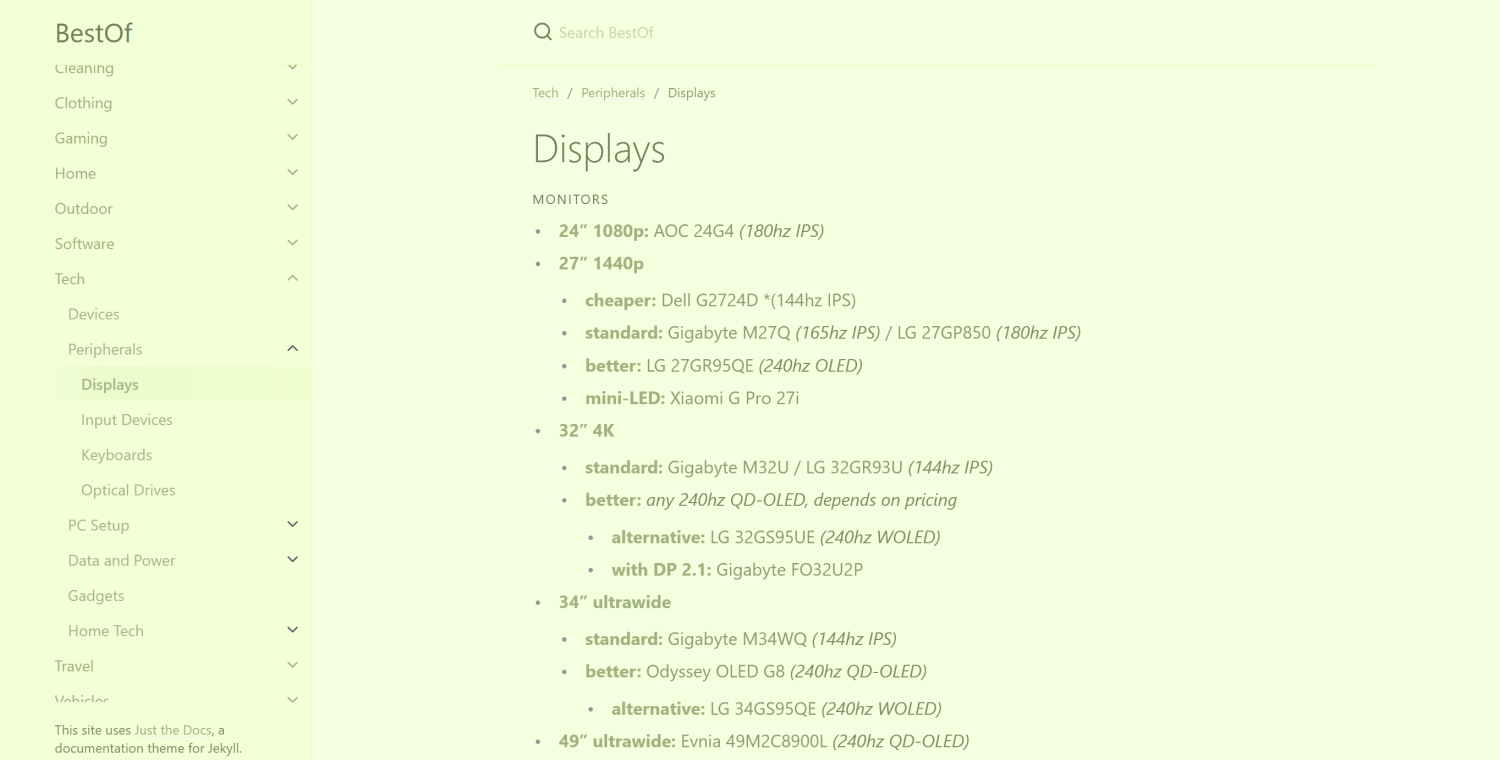 BestOf
Search BestOf
Cleaning
Clothing
Gaming
Home
Outdoor
Software
Tech
Devices
Peripherals
Displays
Input Devices
Keyboards
Optical Drives
PC Setup
Data and Power
Gadgets
Home Tech
Travel
Vehicles
This site uses Just the Docs, a
documentation theme for Jekyll.
Tech / Peripherals / Displays
Displays
MONITORS
• 24” 1080p: AOC 24G4 (180hz IPS)
• 27” 1440p
• cheaper: Dell G2724D *(144hz IPS)
• standard: Gigabyte M27Q (165hz IPS) / LG 27GP850 (180hz IPS)
• better: LG 27GR95QE (240hz OLED)
• mini-LED: Xiaomi G Pro 27i
• 32” 4K
• standard: Gigabyte M32U / LG 32GR93U (144hz IPS)
• better: any 240hz QD-OLED, depends on pricing
• alternative: LG 32GS95UE (240hz WOLED)
• with DP 2.1: Gigabyte FO32U2P
• 34” ultrawide
• standard: Gigabyte M34WQ (144hz IPS)
• better: Odyssey OLED G8 (240hz QD-OLED)
• alternative: LG 34GS95QE (240hz WOLED)
• 49” ultrawide: Evnia 49M2C8900L (240hz QD-OLED)